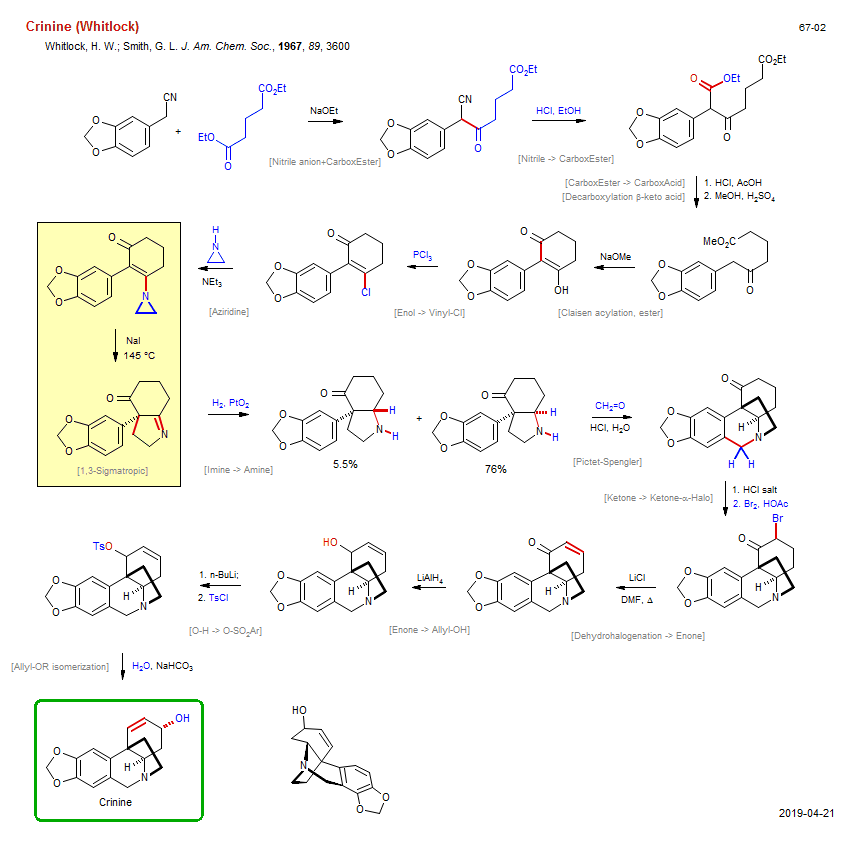 Crinine (Whitlock)
67-02
Whitlock, H. W.; Smith, G. L. J. Am. Chem. Soc., 1967, 89, 3600
CN
O
O
+
CO₂Et
EtO
O
NaOEt
[Nitrile anion+CarboxEster]
CO₂Et
CN
O
O
O
HCl, EtOH
[Nitrile -> CarboxEster]
CO₂Et
O
OEt
O
O
O
[CarboxEster -> CarboxAcid]
[Decarboxylation β-keto acid]
1. HCl, AcOH
2. MeOH, H₂SO₄
MeO₂C
O
O
O
NaOMe
[Claisen acylation, ester]
O
O
O
OH
PCl₃
[Enol -> Vinyl-Cl]
O
O
O
Cl
H
N
NEt₃
[Aziridine]
O
O
O
N
NaI
145 °C
O
O
O
N
[1,3-Sigmatropic]
H₂, PtO₂
[Imine -> Amine]
O
O
O
H
N
H
5.5%
+
O
O
O
H
N
H
76%
CH₂=O
HCl, H₂O
[Pictet-Spengler]
O
O
O
H
N
H H
[Ketone -> Ketone-α-Halo]
1. HCl salt
2. Br₂, HOAc
Br
O
O
O
H
N
LiCl
DMF, Δ
[Dehydrohalogenation -> Enone]
O
O
O
H
N
LiAlH₄
[Enone -> Allyl-OH]
HO
O
O
H
N
1. n-BuLi;
2. TsCl
[O-H -> O-SO₂Ar]
TsO
O
O
H
N
[Allyl-OR isomerization]
H₂O, NaHCO₃
OH
O
O
H
N
Crinine
HO
N
O
O
2019-04-21